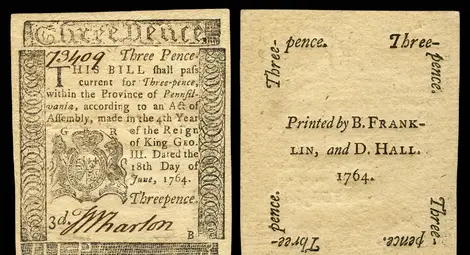 Three Pence.
73409 Three Pence.
THIS BILL shall pass
current for Three-pence,
within the Province of Pennsil-
vania, according to an Act of
Assembly, made in the 4th Year
G R of the Reign
of King GEO.
III. Dated the
18th Day of
June, 1764.
Threepence.
3d. Wharton
B
Three-
pence.
Three-
pence.
Printed by B. FRANK-
LIN, and D. HALL.
1764.
Three-
pence.
Three-
pence.